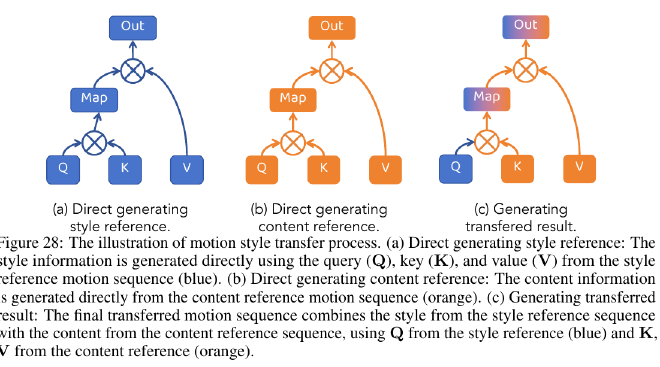 Out
Out
Out
Map
Map
Map
Q
K
V
Q
K
V
Q
K
V
(a) Direct generating
style reference.
(b) Direct generating
content reference.
(c) Generating
transfered result.
Figure 28: The illustration of motion style transfer process. (a) Direct generating style reference: The
style information is generated directly using the query (Q), key (K), and value (V) from the style
reference motion sequence (blue). (b) Direct generating content reference: The content information
is generated directly from the content reference motion sequence (orange). (c) Generating transferred
result: The final transferred motion sequence combines the style from the style reference sequence
with the content from the content reference sequence, using Q from the style reference (blue) and K,
V from the content reference (orange).